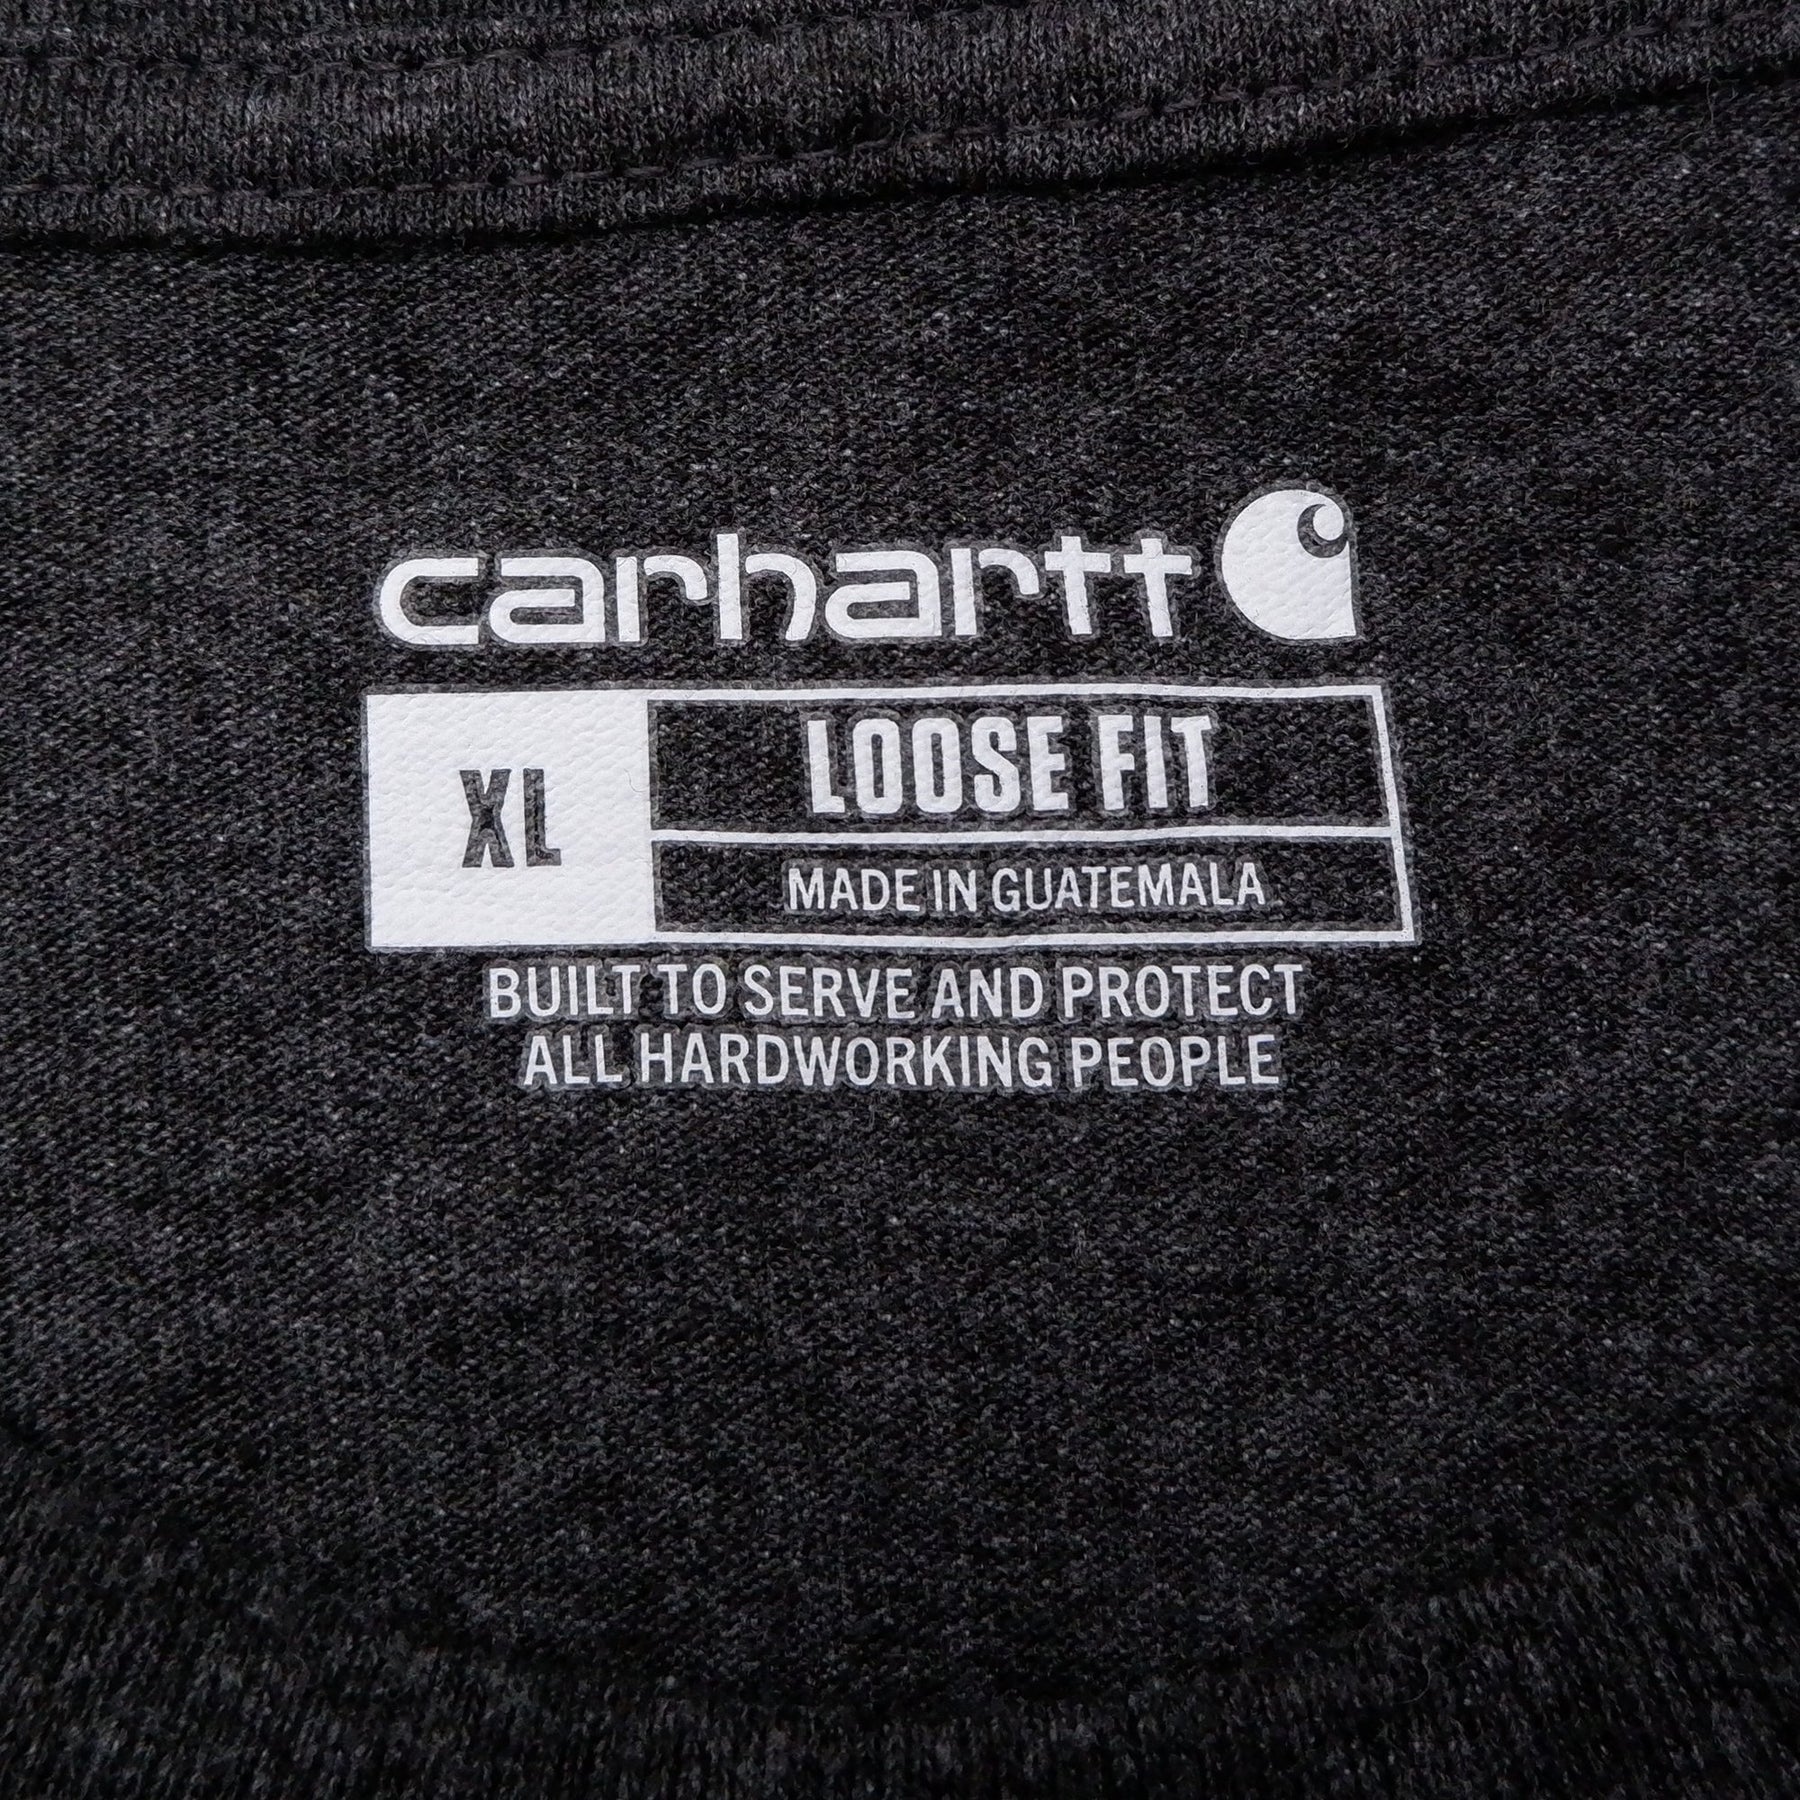 carhartt
XL
LOOSE FIT
MADE IN GUATEMALA
BUILT TO SERVE AND PROTECT
ALL HARDWORKING PEOPLE